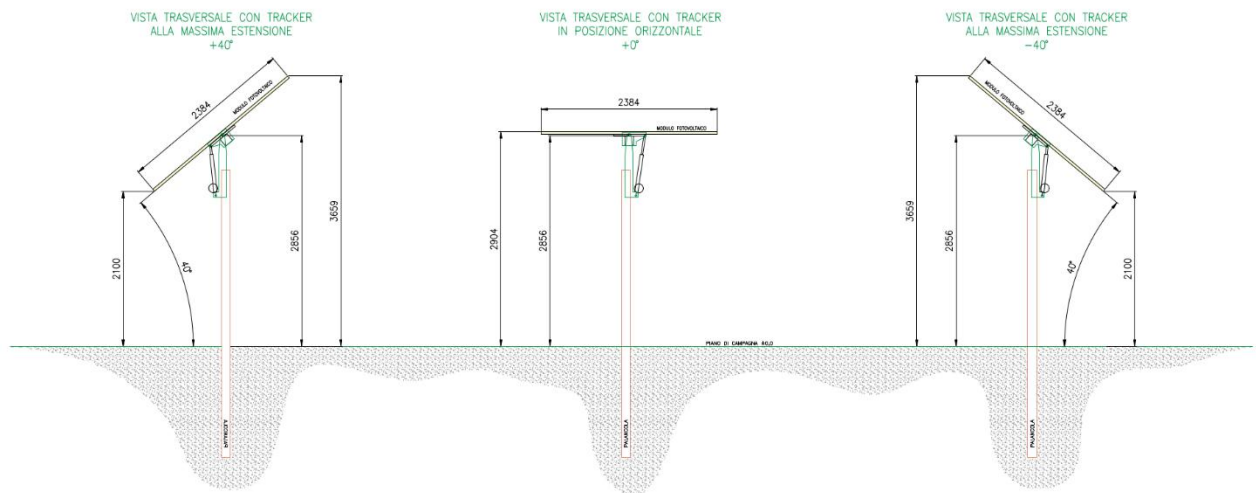 VISTA TRASVERSALE CON TRACKER
ALLA MASSIMA ESTENSIONE
+40°
VISTA TRASVERSALE CON TRACKER
IN POSIZIONE ORIZZONTALE
+0°
VISTA TRASVERSALE CON TRACKER
ALLA MASSIMA ESTENSIONE
-40°
2384
MODULO FOTOVOLTAICO
2100
40°
2856
3659
2384
MODULO FOTOVOLTAICO
2904
2856
2384
MODULO FOTOVOLTAICO
3659
2856
40°
2100
PIANO DI CAMPAGNA ±0,0
PALANCOLA
PALANCOLA
PALANCOLA